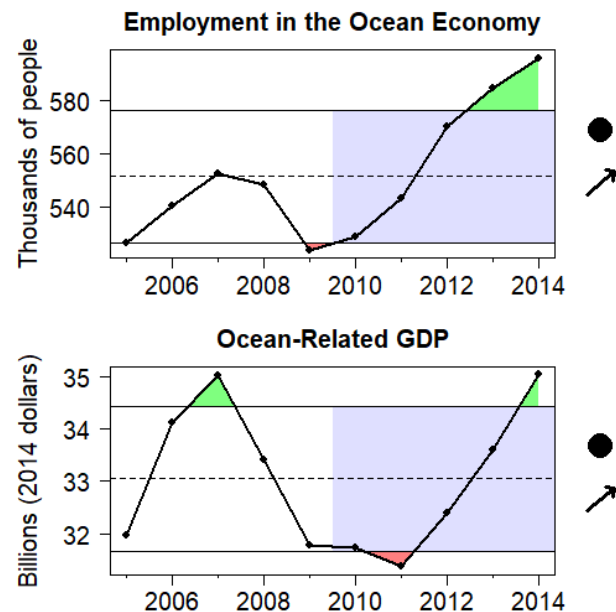 Employment in the Ocean Economy
Thousands of people
580
560
540
2006 2008 2010 2012 2014
Ocean-Related GDP
Billions (2014 dollars)
35
34
33
32
2006 2008 2010 2012 2014